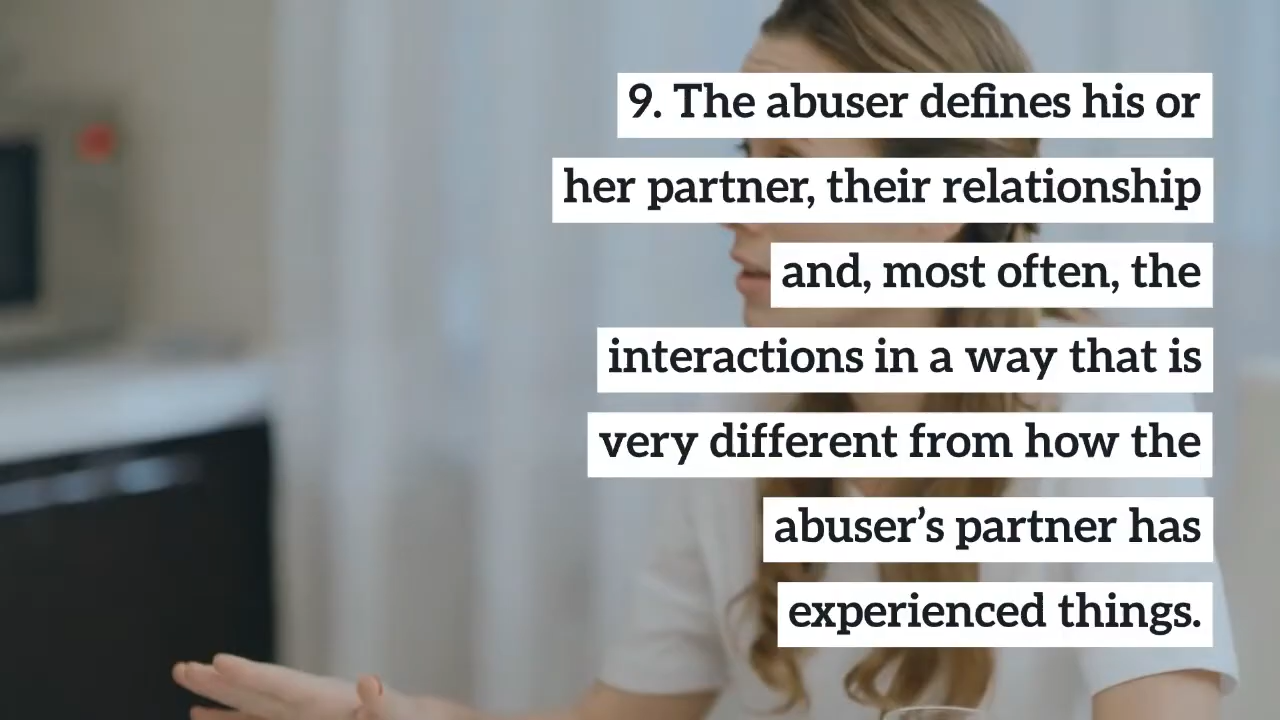 9. The abuser defines his or
her partner, their relationship
and, most often, the
interactions in a way that is
very different from how the
abuser’s partner has
experienced things.